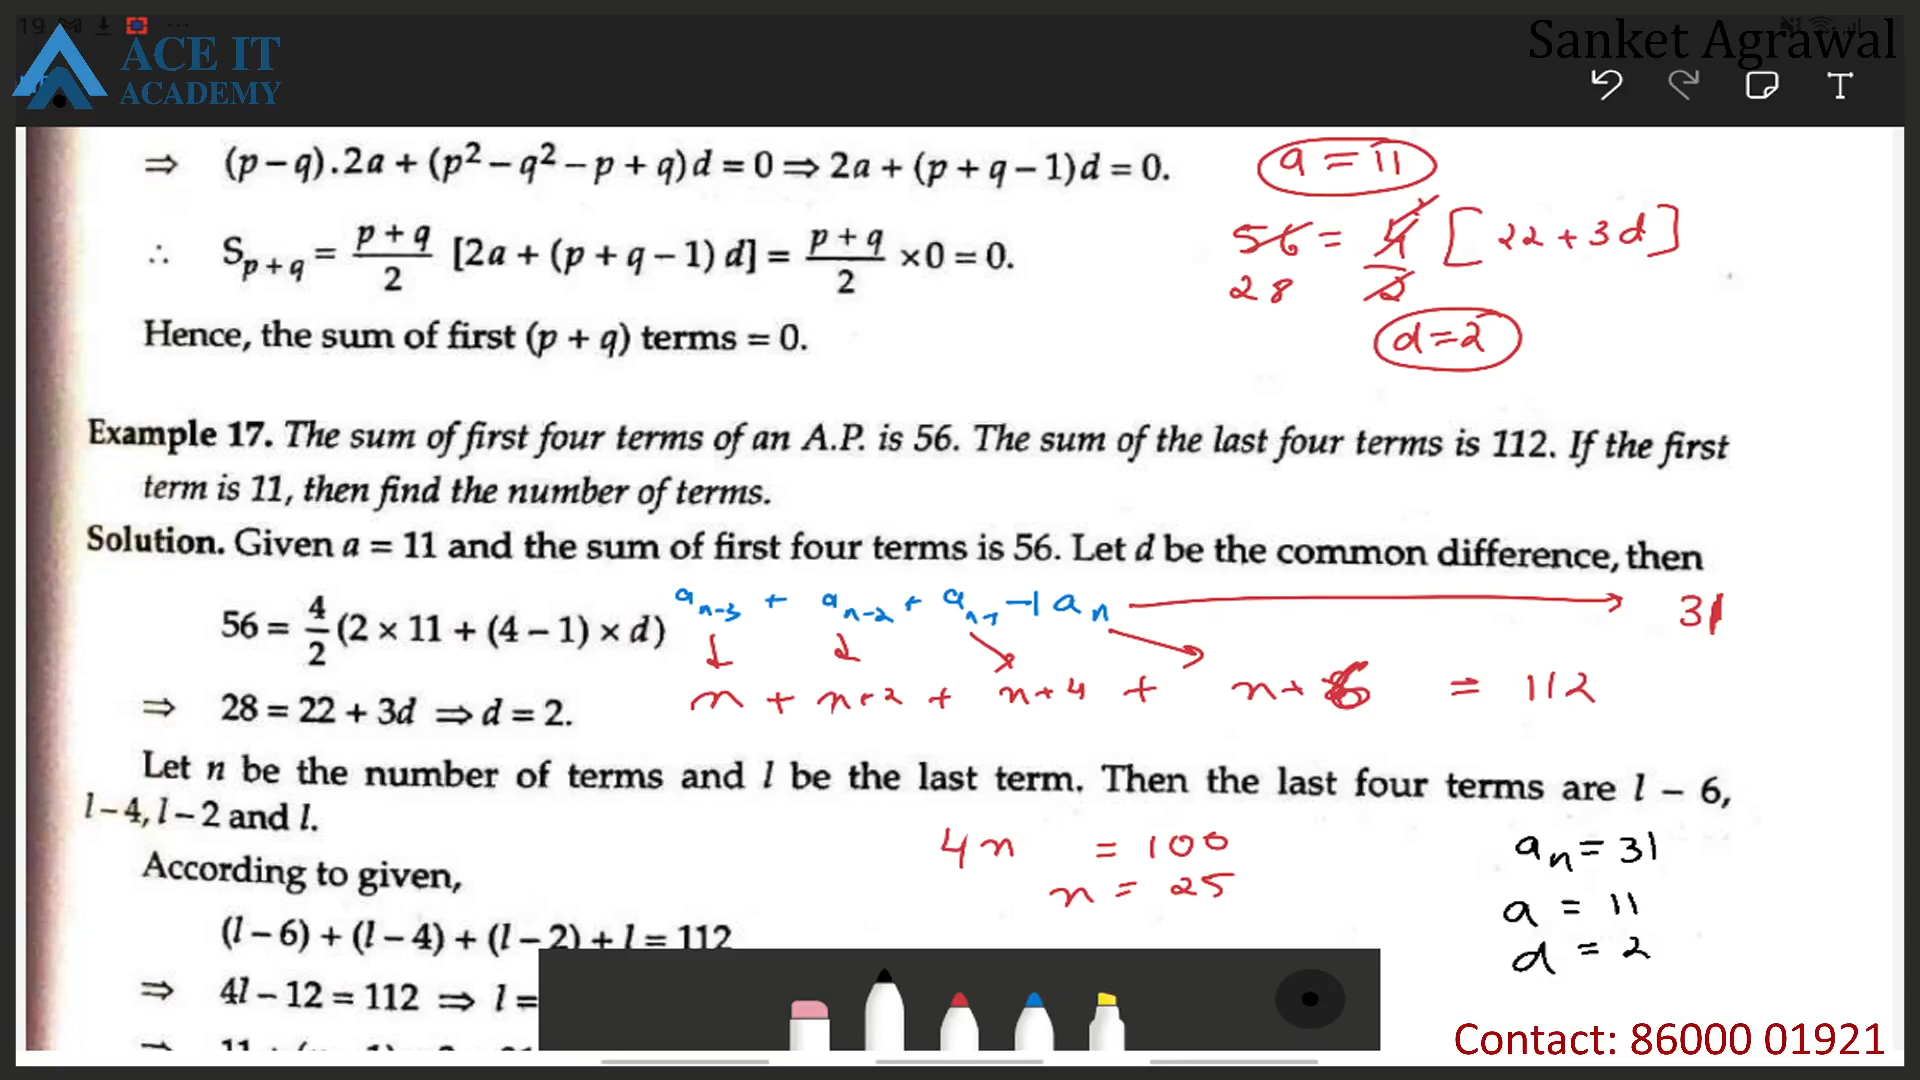 19
ACE IT
ACADEMY
Sanket Agrawal
T
⇒ (p – q).2a + (p² – q² – p + q)d = 0 ⇒ 2a + (p + q – 1)d = 0.
a = 11
∴ Sp + q = p + q / 2 [2a + (p + q – 1) d] = p + q / 2 ×0 = 0.
56 = 4/2 [22 + 3d]
28
d = 2
Hence, the sum of first (p + q) terms = 0.
Example 17. The sum of first four terms of an A.P. is 56. The sum of the last four terms is 112. If the first
term is 11, then find the number of terms.
Solution. Given a = 11 and the sum of first four terms is 56. Let d be the common difference, then
56 = 4/2 (2 × 11 + (4 – 1) × d)
an-3 + an-2 + an-1 + an → 31
⇒ 28 = 22 + 3d ⇒ d = 2.
n + n+2 + n+4 + n+6 = 112
Let n be the number of terms and l be the last term. Then the last four terms are l – 6,
l – 4, l – 2 and l.
4n = 100
n = 25
an = 31
a = 11
d = 2
According to given,
(l – 6) + (l – 4) + (l – 2) + l = 112
⇒ 4l – 12 = 112 ⇒ l =
Contact: 86000 01921